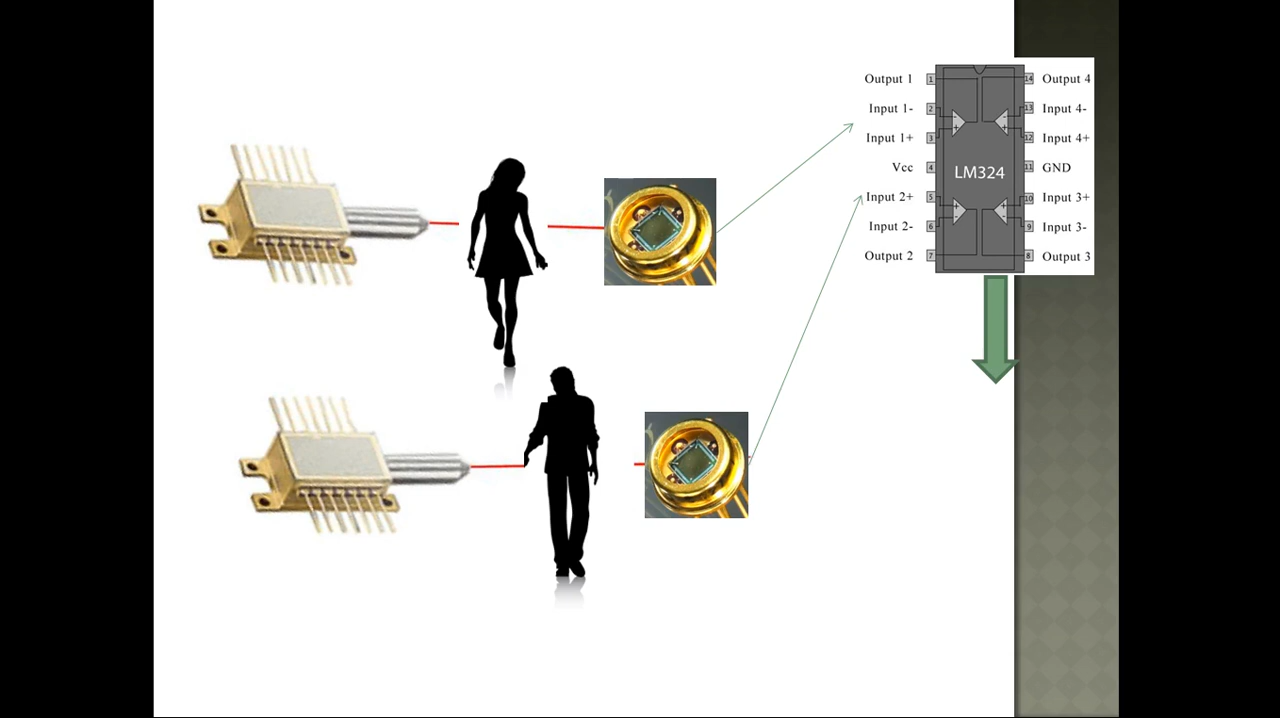 Output 1 1 14 Output 4
Input 1- 2 13 Input 4-
Input 1+ 3 12 Input 4+
Vcc 4 LM324 11 GND
Input 2+ 5 10 Input 3+
Input 2- 6 9 Input 3-
Output 2 7 8 Output 3